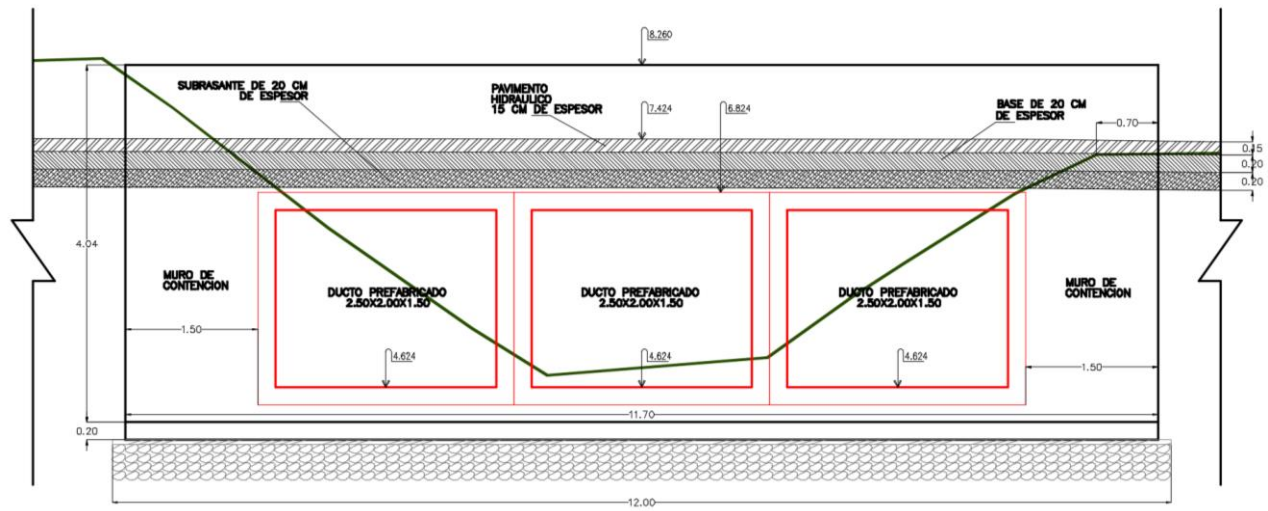 8.260
SUBRASANTE DE 20 CM
DE ESPESOR
PAVIMENTO
HIDRAULICO
15 CM DE ESPESOR
7.424
6.824
BASE DE 20 CM
DE ESPESOR
0.70
0.15
0.20
0.20
4.04
MURO DE
CONTENCION
DUCTO PREFABRICADO
2.50X2.00X1.50
DUCTO PREFABRICADO
2.50X2.00X1.50
DUCTO PREFABRICADO
2.50X2.00X1.50
MURO DE
CONTENCION
1.50
4.624
4.624
4.624
1.50
11.70
0.20
12.00